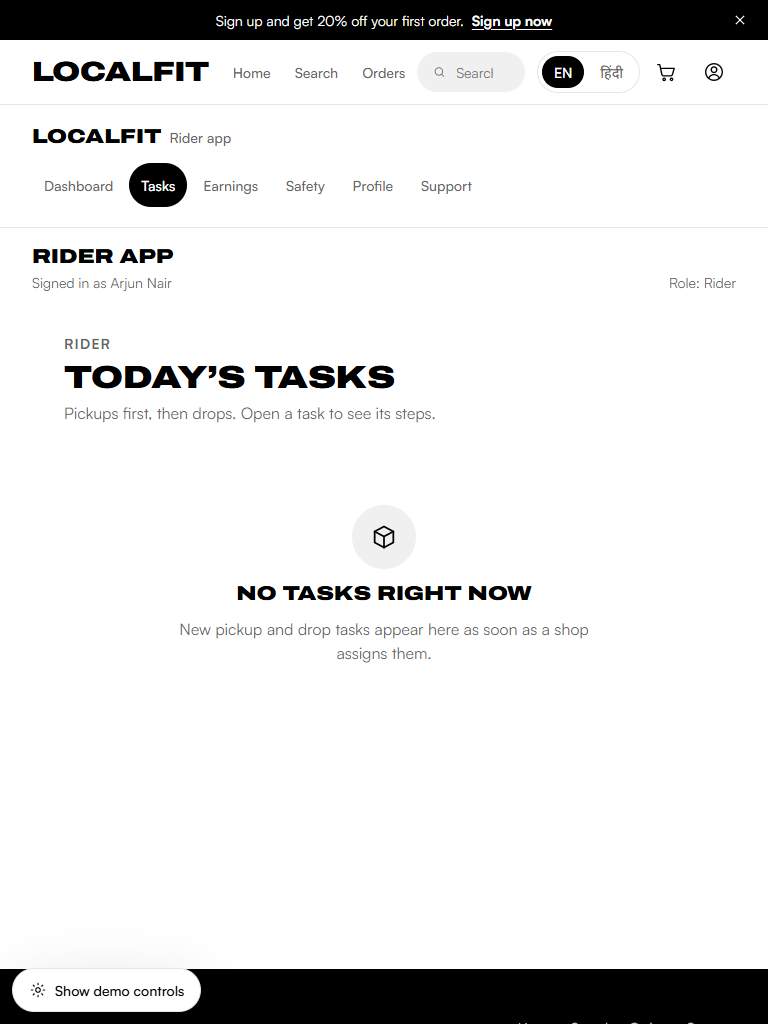 Sign up and get 20% off your first order. Sign up now
LOCALFIT Home Search Orders Search EN हिंदी
LOCALFIT Rider app
Dashboard Tasks Earnings Safety Profile Support
RIDER APP
Signed in as Arjun Nair Role: Rider
RIDER
TODAY’S TASKS
Pickups first, then drops. Open a task to see its steps.
NO TASKS RIGHT NOW
New pickup and drop tasks appear here as soon as a shop
assigns them.
Show demo controls